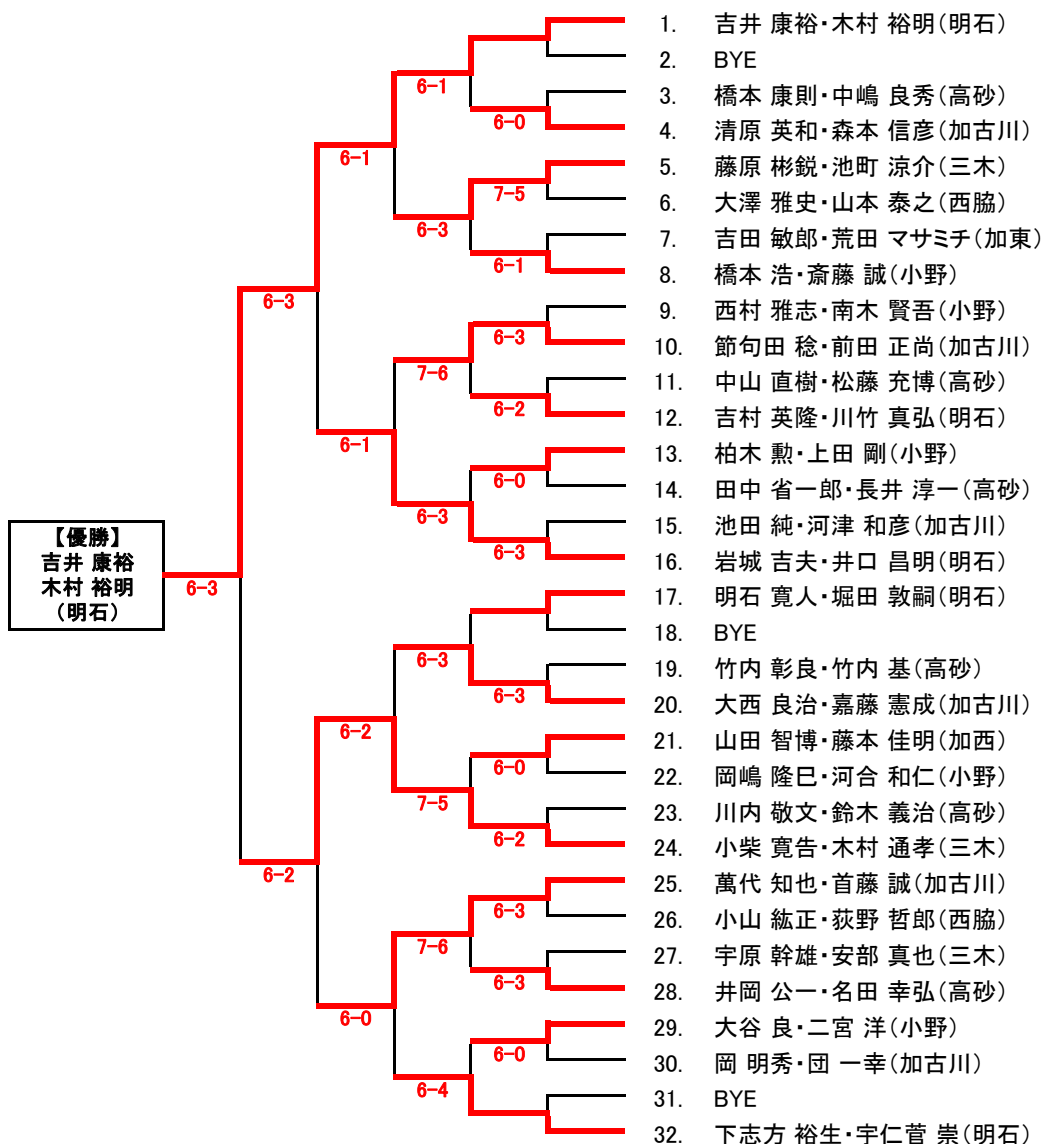 1. 吉井 康裕・木村 裕明(明石)
2. BYE
6-1
3. 橋本 康則・中嶋 良秀(高砂)
6-0
4. 清原 英和・森本 信彦(加古川)
6-1
5. 藤原 彬鋭・池町 涼介(三木)
7-5
6. 大澤 雅史・山本 泰之(西脇)
6-3
7. 吉田 敏郎・荒田 マサミチ(加東)
6-1
8. 橋本 浩・斎藤 誠(小野)
6-3
9. 西村 雅志・南木 賢吾(小野)
6-3
10. 節句田 稔・前田 正尚(加古川)
7-6
11. 中山 直樹・松藤 充博(高砂)
6-2
12. 吉村 英隆・川竹 真弘(明石)
6-1
13. 柏木 勲・上田 剛(小野)
6-0
14. 田中 省一郎・長井 淳一(高砂)
6-3
15. 池田 純・河津 和彦(加古川)
6-3
16. 岩城 吉夫・井口 昌明(明石)
【優勝】
吉井 康裕
木村 裕明
(明石)
6-3
17. 明石 寛人・堀田 敦嗣(明石)
18. BYE
6-3
19. 竹内 彰良・竹内 基(高砂)
6-3
20. 大西 良治・嘉藤 憲成(加古川)
6-2
21. 山田 智博・藤本 佳明(加西)
6-0
22. 岡嶋 隆巳・河合 和仁(小野)
7-5
23. 川内 敬文・鈴木 義治(高砂)
6-2
24. 小柴 寛告・木村 通孝(三木)
6-2
25. 萬代 知也・首藤 誠(加古川)
6-3
26. 小山 紘正・荻野 哲郎(西脇)
7-6
27. 宇原 幹雄・安部 真也(三木)
6-3
28. 井岡 公一・名田 幸弘(高砂)
6-0
29. 大谷 良・二宮 洋(小野)
6-0
30. 岡 明秀・団 一幸(加古川)
6-4
31. BYE
32. 下志方 裕生・宇仁菅 崇(明石)